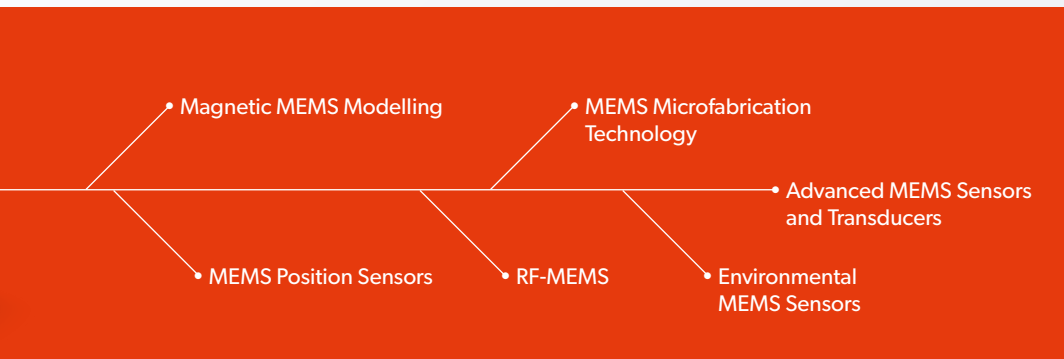 Magnetic MEMS Modelling
MEMS Microfabrication
Technology
Advanced MEMS Sensors
and Transducers
MEMS Position Sensors
RF-MEMS
Environmental
MEMS Sensors